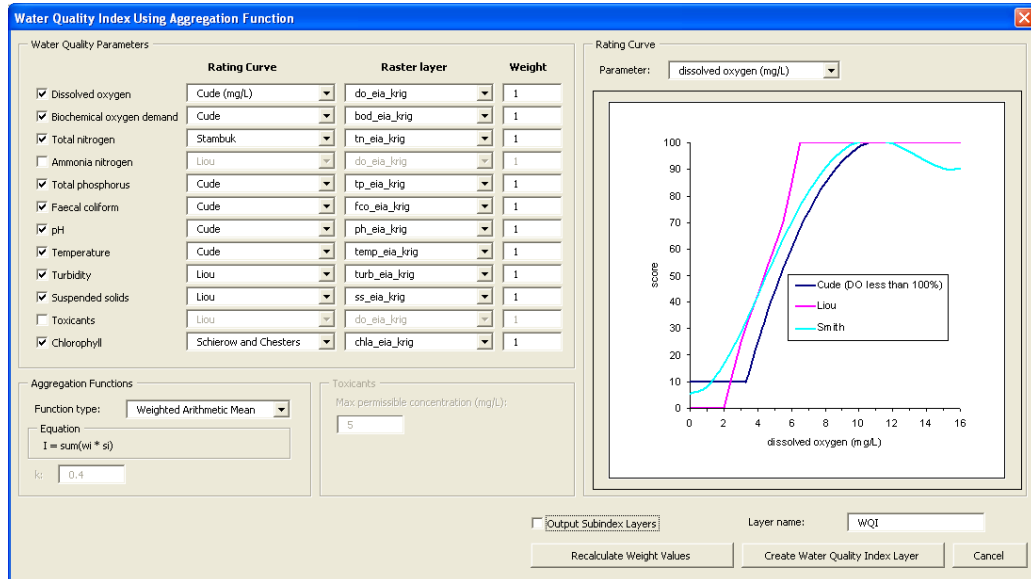 Water Quality Index Using Aggregation Function
Water Quality Parameters
Rating Curve Raster layer Weight
Dissolved oxygen Cude (mg/L) do_eia_krig 1
Biochemical oxygen demand Cude bod_eia_krig 1
Total nitrogen Stambuk tn_eia_krig 1
Ammonia nitrogen Liou do_eia_krig 1
Total phosphorus Cude tp_eia_krig 1
Faecal coliform Cude fco_eia_krig 1
pH Cude ph_eia_krig 1
Temperature Cude temp_eia_krig 1
Turbidity Liou turb_eia_krig 1
Suspended solids Liou ss_eia_krig 1
Toxicants Liou do_eia_krig 1
Chlorophyll Schierow and Chesters chla_eia_krig 1
Aggregation Functions
Function type: Weighted Arithmetic Mean
Equation
I = sum(wi * si)
k: 0.4
Toxicants
Max permissible concentration (mg/L):
5
Rating Curve
Parameter: dissolved oxygen (mg/L)
100
90
80
70
60
50
40
30
20
10
0
score
Cude (DO less than 100%)
Liou
Smith
0 2 4 6 8 10 12 14 16
dissolved oxygen (mg/L)
Output Subindex Layers Layer name: WQI
Recalculate Weight Values Create Water Quality Index Layer Cancel